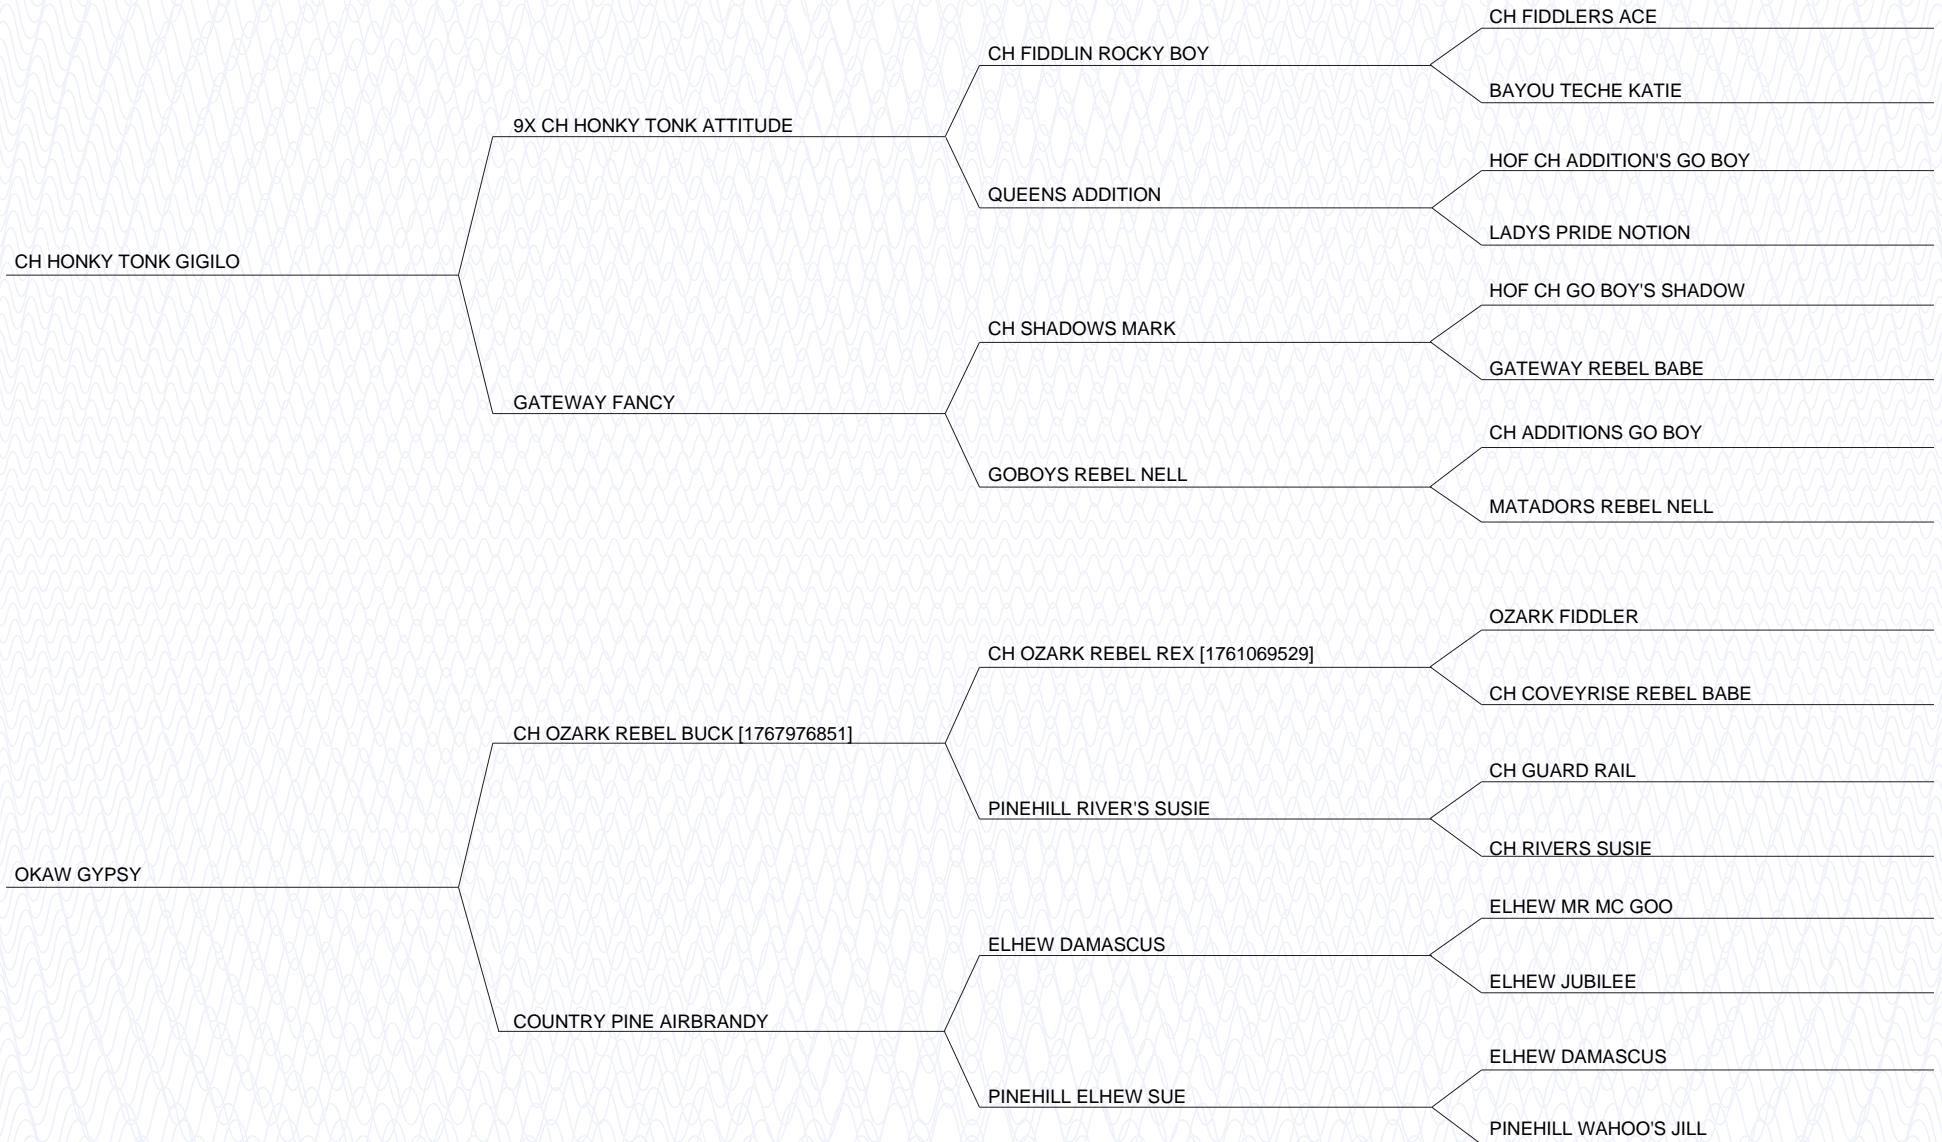 CH FIDDLERS ACE
CH FIDDLIN ROCKY BOY
BAYOU TECHE KATIE
9X CH HONKY TONK ATTITUDE
HOF CH ADDITION'S GO BOY
QUEENS ADDITION
LADYS PRIDE NOTION
CH HONKY TONK GIGILO
HOF CH GO BOY'S SHADOW
CH SHADOWS MARK
GATEWAY REBEL BABE
GATEWAY FANCY
CH ADDITIONS GO BOY
GOBOYS REBEL NELL
MATADORS REBEL NELL
OZARK FIDDLER
CH OZARK REBEL REX [1761069529]
CH COVEYRISE REBEL BABE
CH OZARK REBEL BUCK [1767976851]
CH GUARD RAIL
PINEHILL RIVER'S SUSIE
CH RIVERS SUSIE
OKAW GYPSY
ELHEW MR MC GOO
ELHEW DAMASCUS
ELHEW JUBILEE
COUNTRY PINE AIRBRANDY
ELHEW DAMASCUS
PINEHILL ELHEW SUE
PINEHILL WAHOO'S JILL